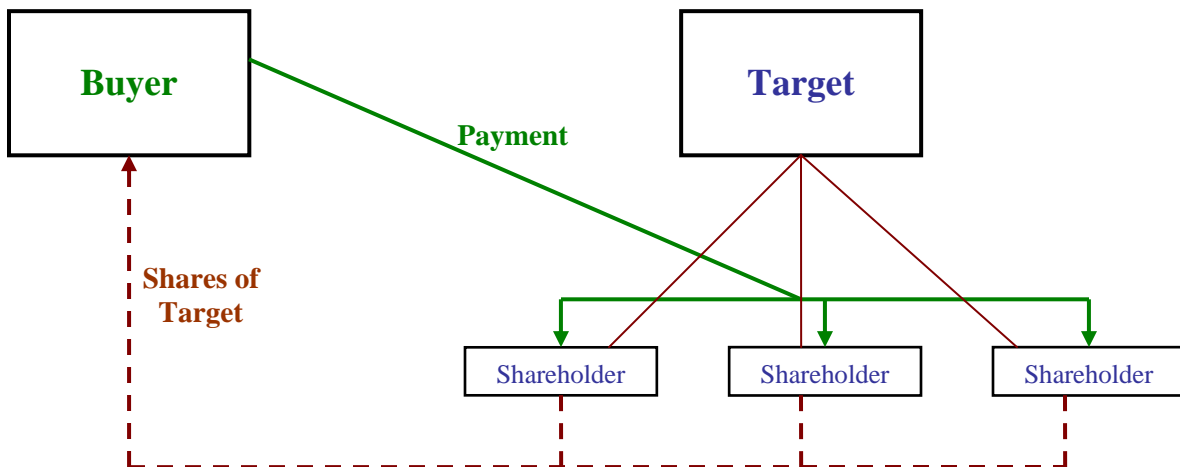 Buyer
Target
Payment
Shares of
Target
Shareholder
Shareholder
Shareholder